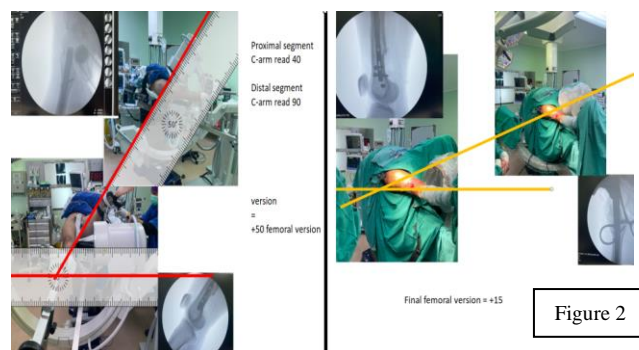 Proximal segment
C-arm read 40
Distal segment
C-arm read 90
50°
version
=
+50 femoral version
Final femoral version = +15
Figure 2